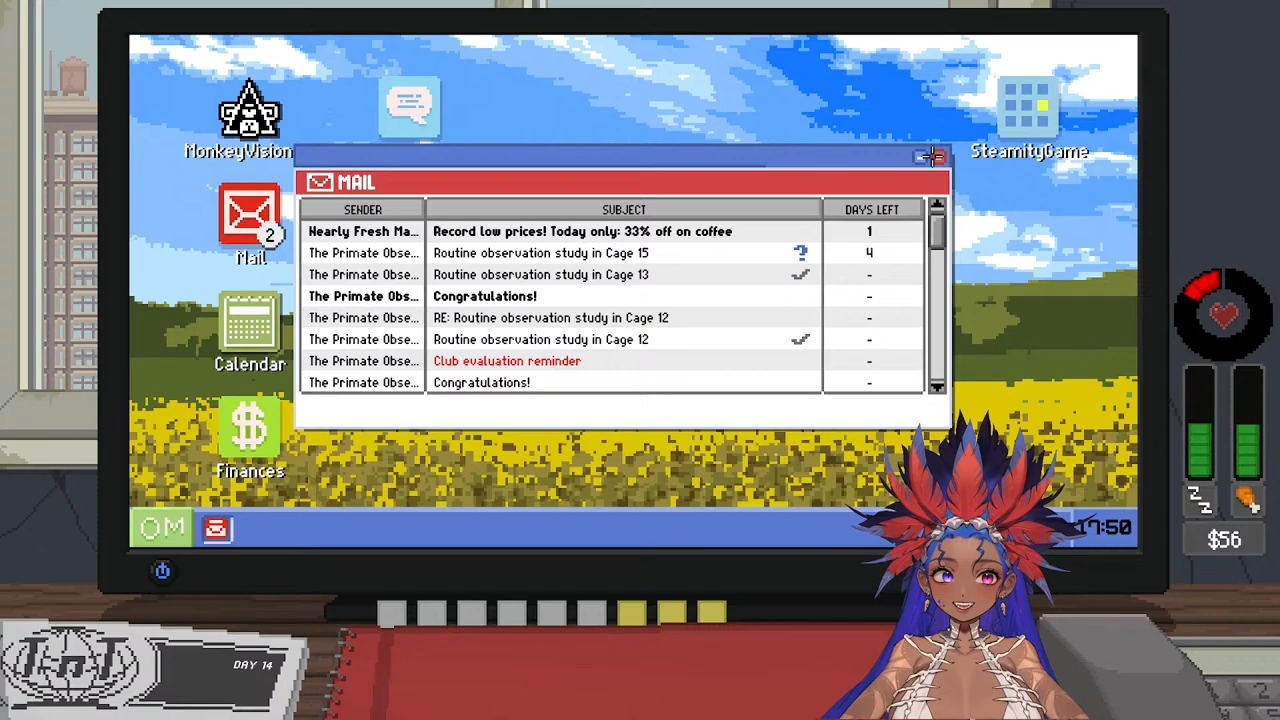 MonkeyVision
SteamityGame
MAIL
SENDER SUBJECT DAYS LEFT
Nearly Fresh Ma... Record low prices! Today only: 33% off on coffee 1
The Primate Obse... Routine observation study in Cage 15 ? 4
The Primate Obse... Routine observation study in Cage 13 -
The Primate Obs... Congratulations! -
The Primate Obse... RE: Routine observation study in Cage 12 -
The Primate Obse... Routine observation study in Cage 12 -
The Primate Obse... Club evaluation reminder -
The Primate Obse... Congratulations! -
2
Mail
Calendar
$
Finances
OM
17:50
zzz
$56
TnT
DAY 14